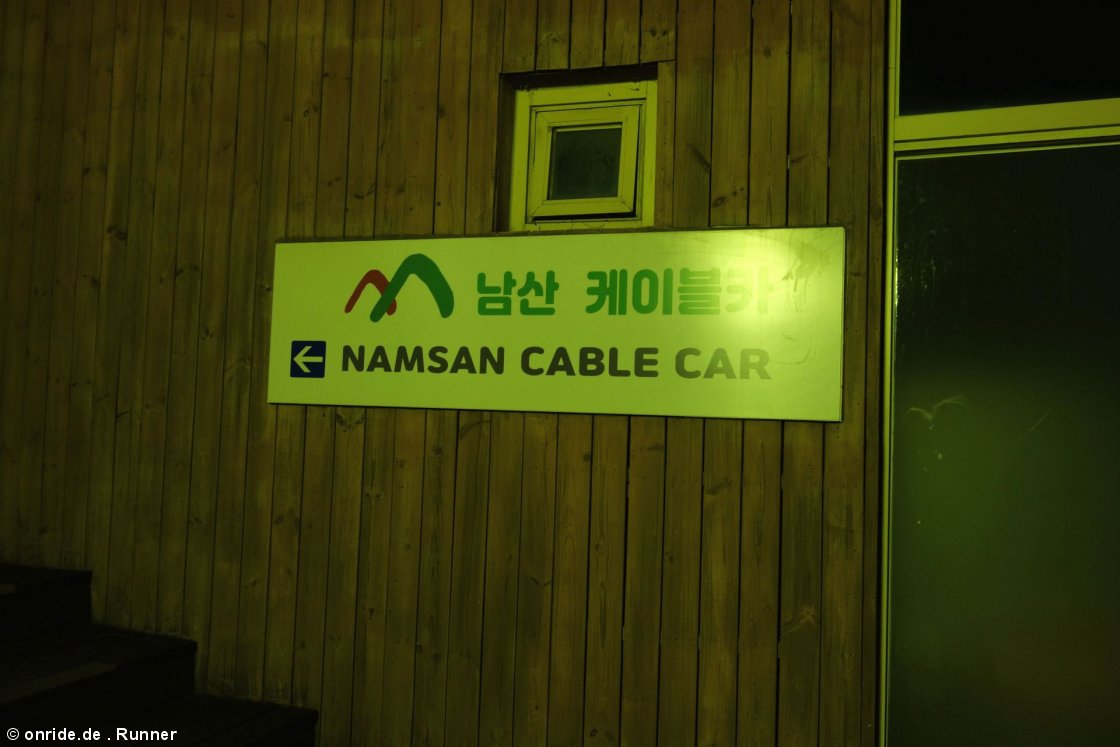 남산 케이블카
NAMSAN CABLE CAR
© onride.de . Runner